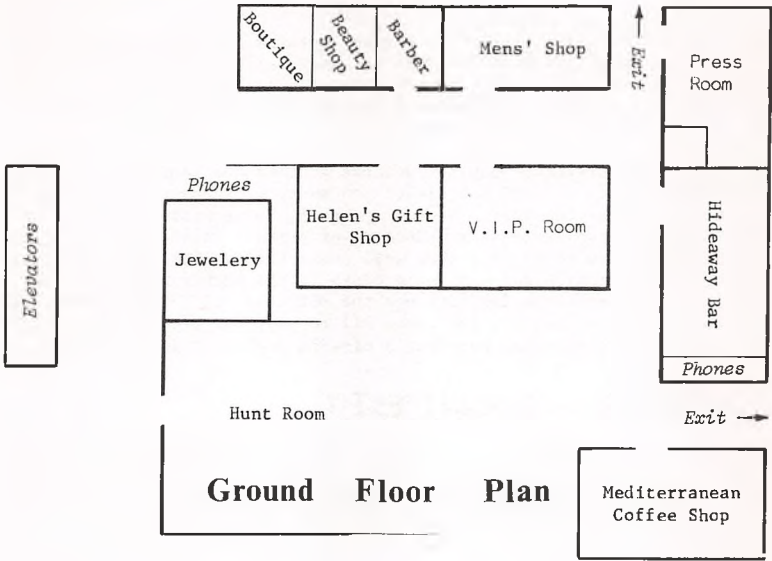 Boutique
Beauty
Shop
Barber
Mens' Shop
Exit
Press
Room
Phones
Helen's Gift
Shop
V.I.P. Room
Jewelery
Elevators
Hideaway Bar
Phones
Hunt Room
Exit
Ground Floor Plan
Mediterranean
Coffee Shop